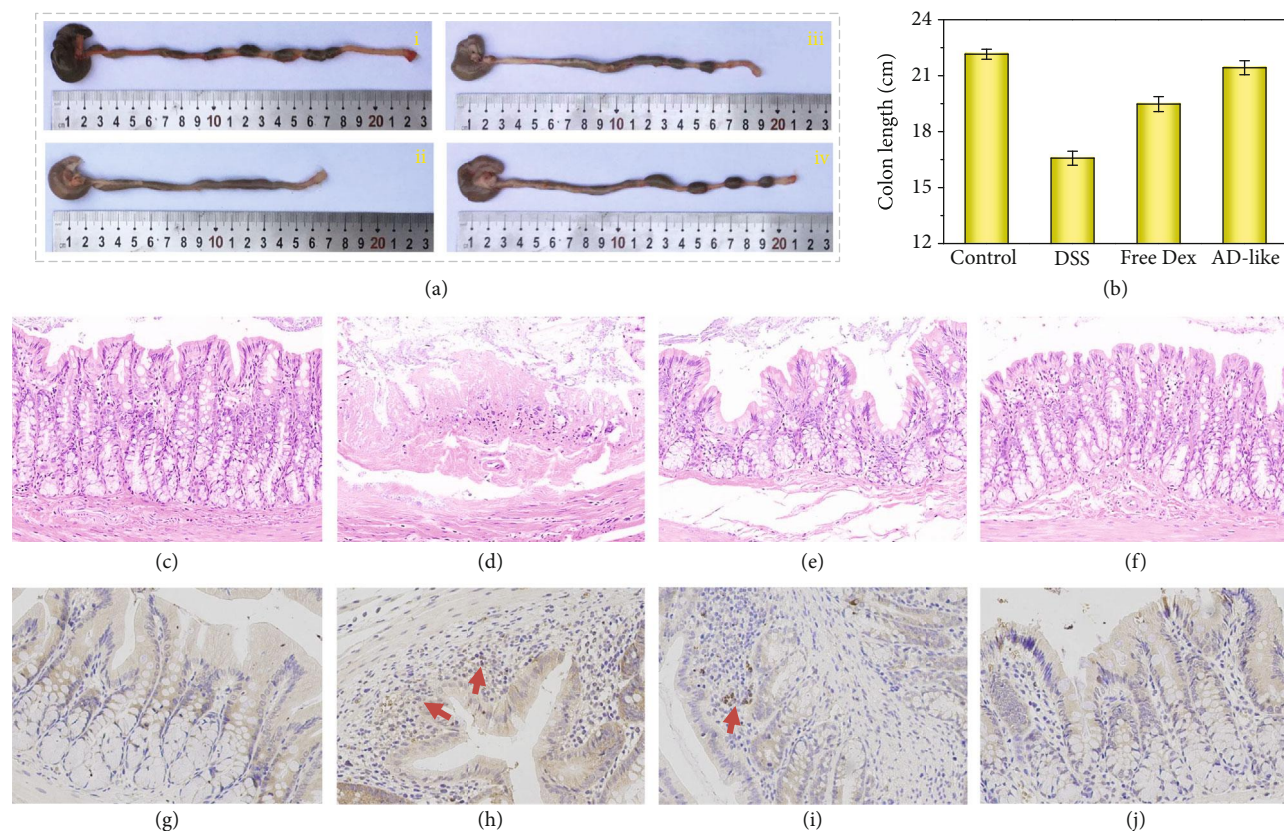 i
cm 1 2 3 4 5 6 7 8 9 10 1 2 3 4 5 6 7 8 9 20 1 2 3
iii
cm 1 2 3 4 5 6 7 8 9 10 1 2 3 4 5 6 7 8 9 20 1 2 3
ii
cm 1 2 3 4 5 6 7 8 9 10 1 2 3 4 5 6 7 8 9 20 1 2 3
iv
cm 1 2 3 4 5 6 7 8 9 10 1 2 3 4 5 6 7 8 9 20 1 2 3
(a)
Colon length (cm)
21
18
15
12
Control DSS Free Dex AD-like
(b)
(c) (d) (e) (f)
(g) (h) (i) (j)